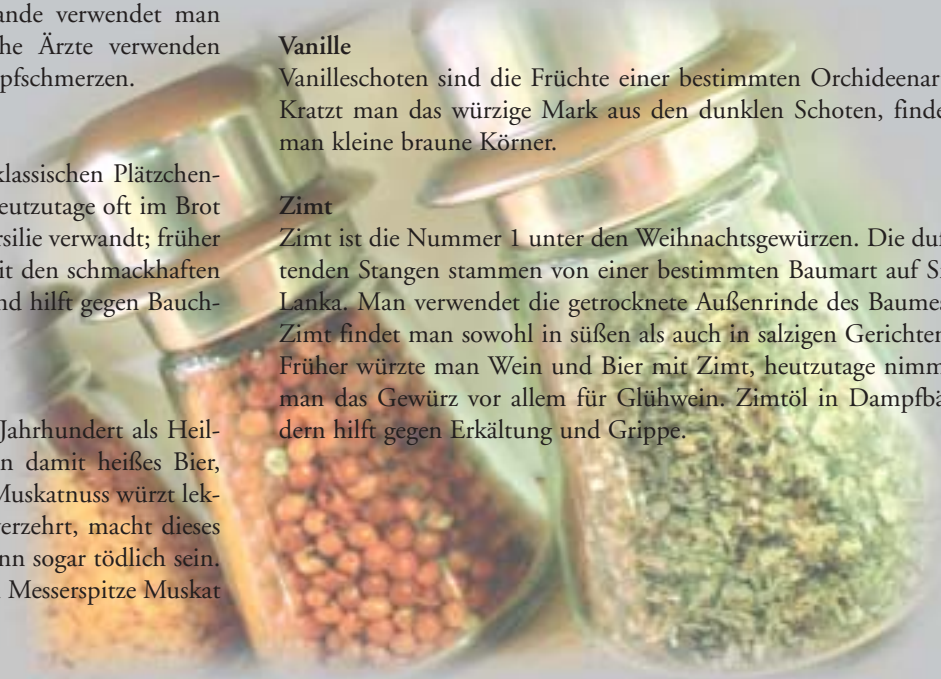 ande verwendet man
he Ärzte verwenden
pfschmerzen.
klassischen Plätzchen-
eutzutage oft im Brot
rsilie verwandt; früher
it den schmackhaften
nd hilft gegen Bauch-
Jahrhundert als Heil-
n damit heißes Bier,
Muskatnuss würzt lek-
verzehrt, macht dieses
nn sogar tödlich sein.
Messerspitze Muskat
Vanille
Vanilleschoten sind die Früchte einer bestimmten Orchideenar
Kratzt man das würzige Mark aus den dunklen Schoten, finde
man kleine braune Körner.
Zimt
Zimt ist die Nummer 1 unter den Weihnachtsgewürzen. Die duf
tenden Stangen stammen von einer bestimmten Baumart auf S
Lanka. Man verwendet die getrocknete Außenrinde des Baume
Zimt findet man sowohl in süßen als auch in salzigen Gerichten
Früher würzte man Wein und Bier mit Zimt, heutzutage nimm
man das Gewürz vor allem für Glühwein. Zimtöl in Dampfbä
dern hilft gegen Erkältung und Grippe.